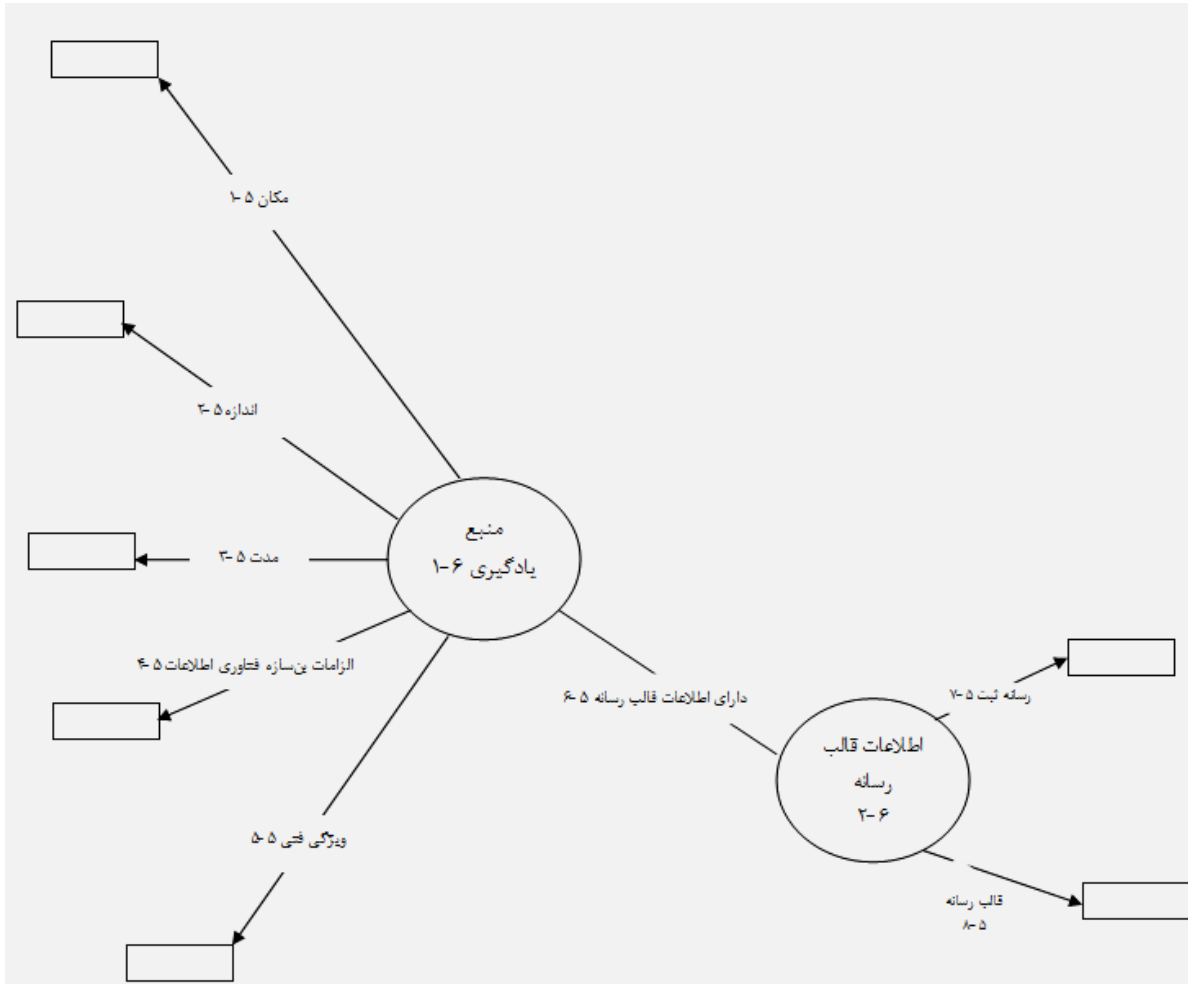 مکان ۵-۱
اندازه ۵-۲
منبع
یادگیری ۶-۱
مدت ۵-۳
الزامات بن‌سازه فناوری اطلاعات ۵-۴
دارای اطلاعات قالب رسانه ۵-۶
رسانه ثبت ۵-۷
اطلاعات قالب
رسانه
۶-۲
ویژگی فنی ۵-۵
قالب رسانه
۵-۸